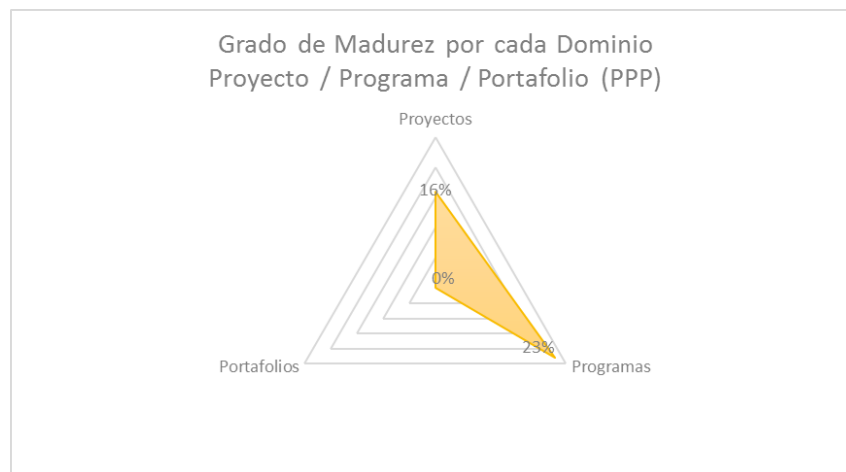 Grado de Madurez por cada Dominio
Proyecto / Programa / Portafolio (PPP)
Proyectos
16%
0%
23%
Portafolios
Programas